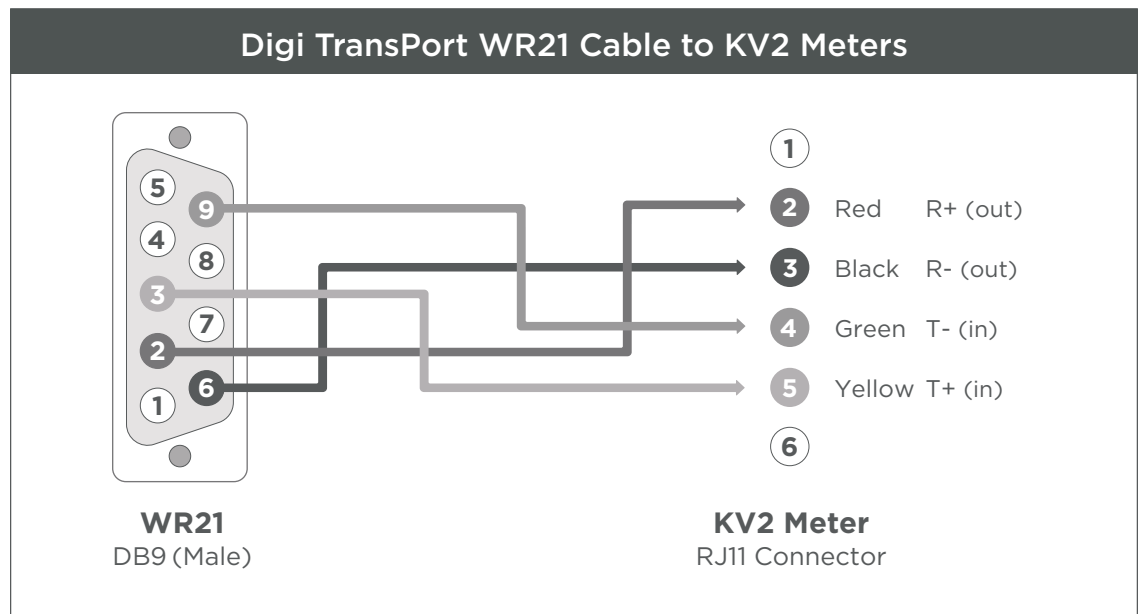 Digi TransPort WR21 Cable to KV2 Meters
5
9
4
8
3
7
2
6
1
1
2 Red R+ (out)
3 Black R- (out)
4 Green T- (in)
5 Yellow T+ (in)
6
WR21
DB9 (Male)
KV2 Meter
RJ11 Connector